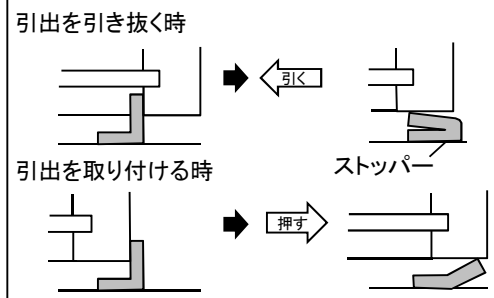 引出を引き抜く時
引く
ストッパー
引出を取り付ける時
押す